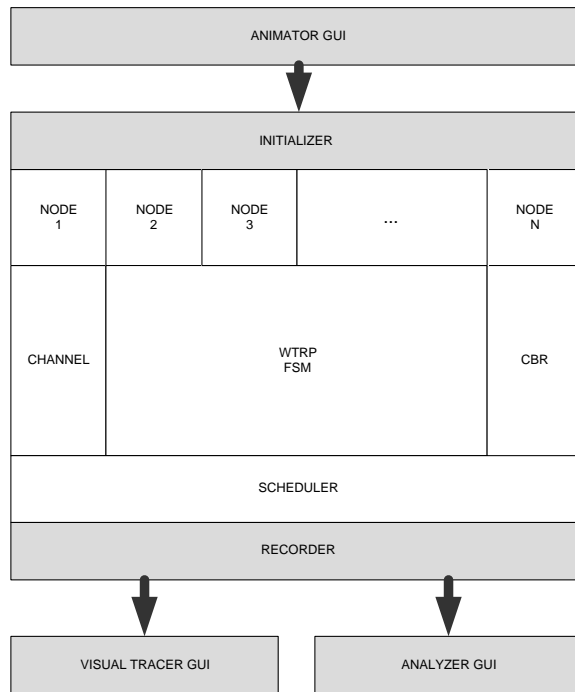 ANIMATOR GUI
INITIALIZER
NODE
1
NODE
2
NODE
3
...
NODE
N
CHANNEL
WTRP
FSM
CBR
SCHEDULER
RECORDER
VISUAL TRACER GUI
ANALYZER GUI